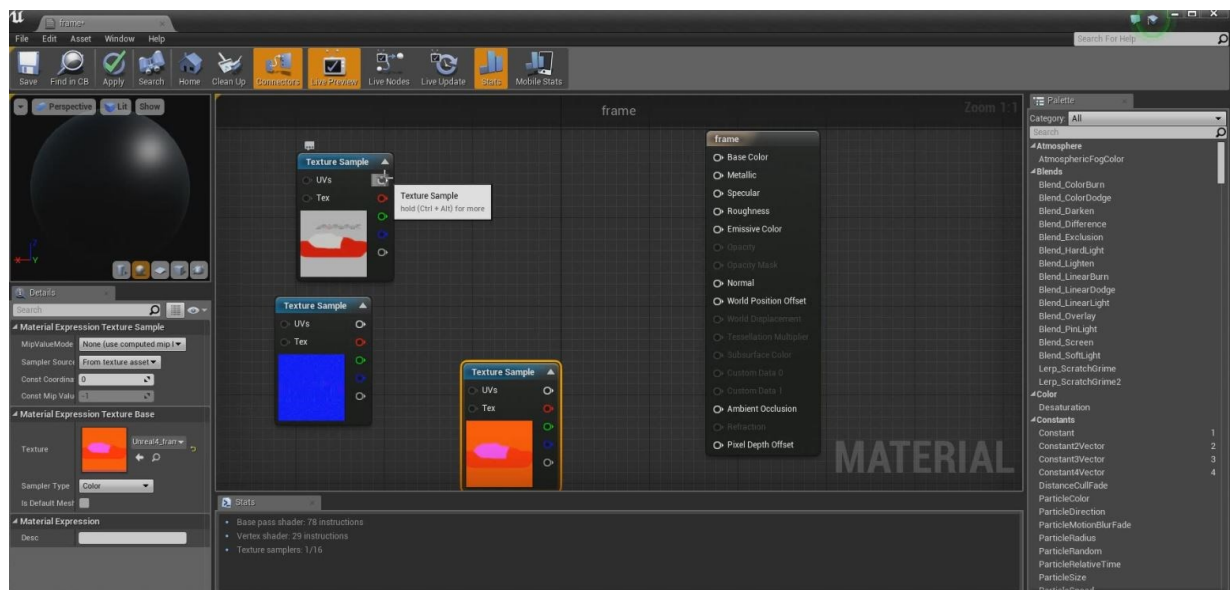 frame*
File Edit Asset Window Help
Search For Help
Save Find in CB Apply Search Home Clean Up Connectors Live Preview Live Nodes Live Update Stats Mobile Stats
Perspective Lit Show
Z
X
Y
Details
Search
Material Expression Texture Sample
MipValueMode None (use computed mip l
Sampler Source From texture asset
Const Coordina 0
Const Mip Valu -1
Material Expression Texture Base
Texture Unreal4_fram
Sampler Type Color
Is Default Mesh
Material Expression
Desc
frame
Zoom 1:1
Texture Sample
UVs
Tex
Texture Sample
hold (Ctrl + Alt) for more
Texture Sample
UVs
Tex
Texture Sample
UVs
Tex
frame
Base Color
Metallic
Specular
Roughness
Emissive Color
Opacity
Opacity Mask
Normal
World Position Offset
World Displacement
Tessellation Multiplier
Subsurface Color
Custom Data 0
Custom Data 1
Ambient Occlusion
Refraction
Pixel Depth Offset
MATERIAL
Stats
Base pass shader: 78 instructions
Vertex shader: 29 instructions
Texture samplers: 1/16
Palette
Category: All
Search
Atmosphere
AtmosphericFogColor
Blends
Blend_ColorBurn
Blend_ColorDodge
Blend_Darken
Blend_Difference
Blend_Exclusion
Blend_HardLight
Blend_Lighten
Blend_LinearBurn
Blend_LinearDodge
Blend_LinearLight
Blend_Overlay
Blend_PinLight
Blend_Screen
Blend_SoftLight
Lerp_ScratchGrime
Lerp_ScratchGrime2
Color
Desaturation
Constants
Constant 1
Constant2Vector 2
Constant3Vector 3
Constant4Vector 4
DistanceCullFade
ParticleColor
ParticleDirection
ParticleMotionBlurFade
ParticleRadius
ParticleRandom
ParticleRelativeTime
ParticleSize